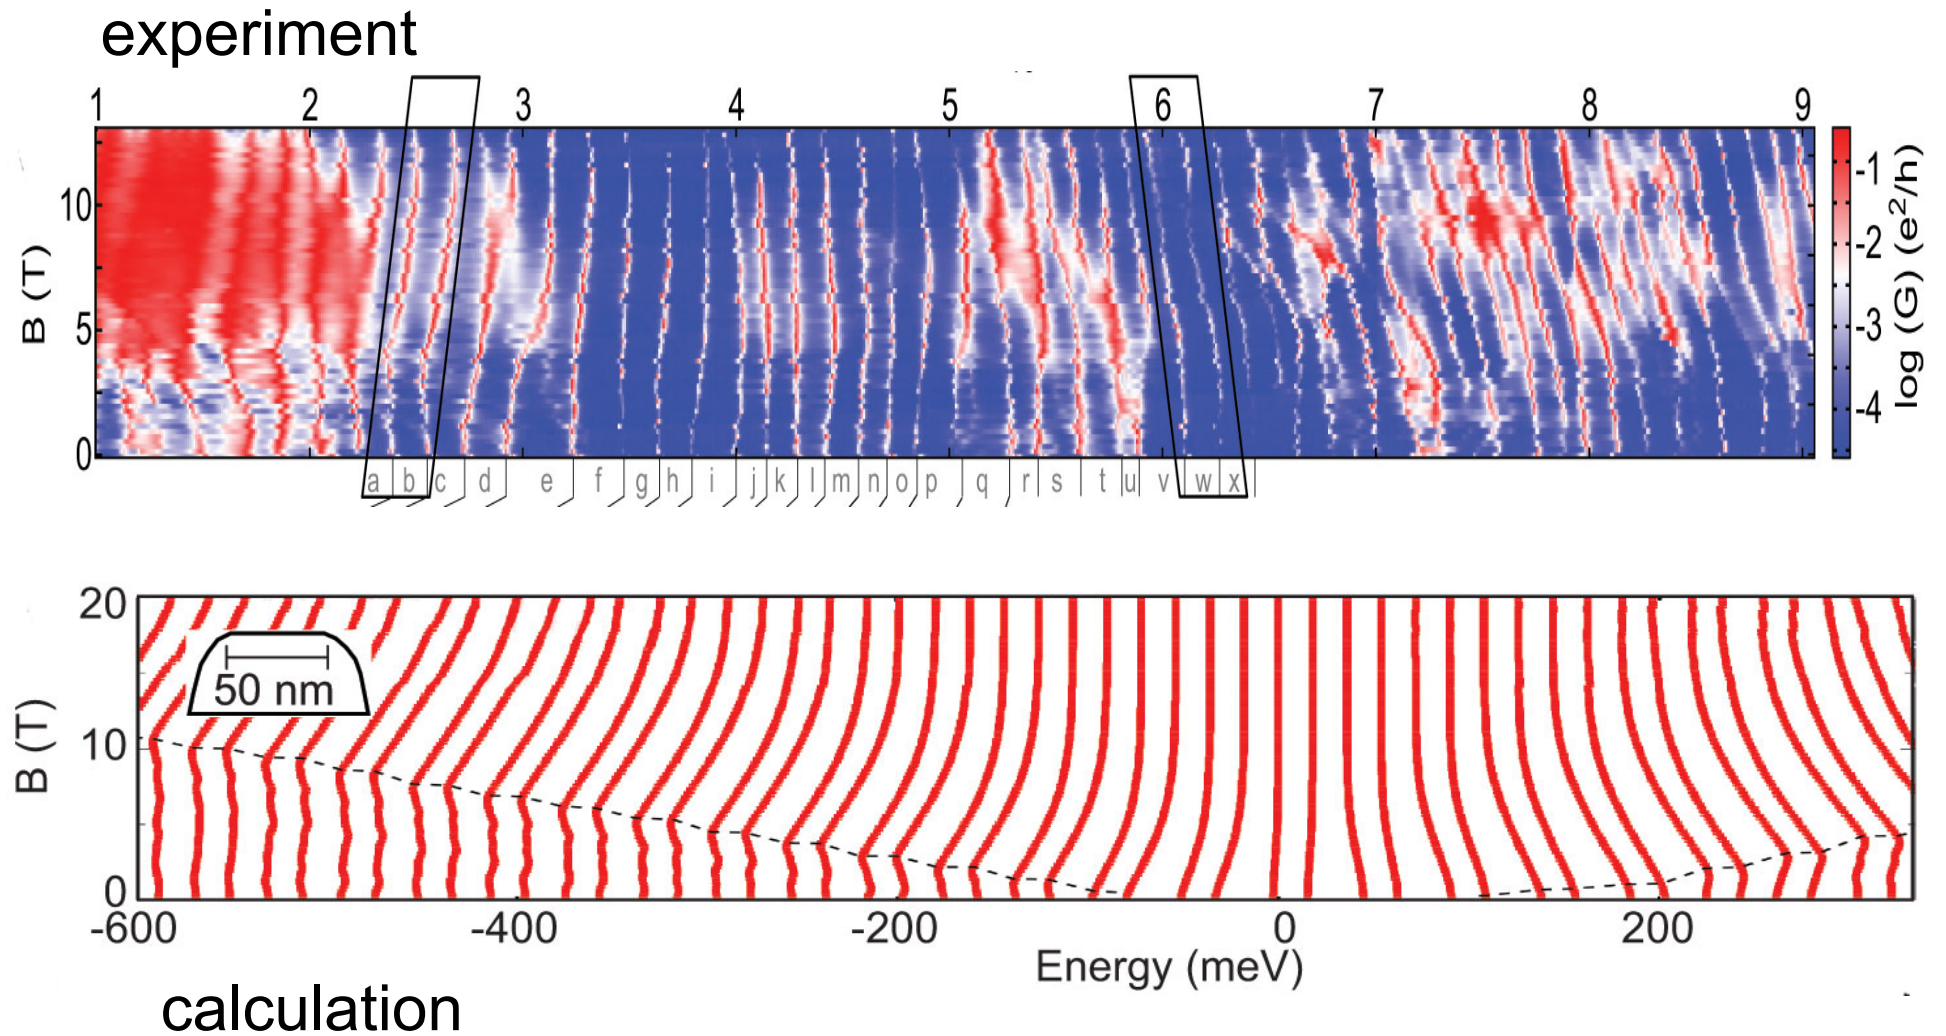 experiment
1 2 3 4 5 6 7 8 9
B (T)
10
5
0
-1
-2
-3
-4
log (G) (e²/h)
a b c d e f g h i j k l m n o p q r s t u v w x
20
10
0
B (T)
50 nm
-600 -400 -200 0 200
Energy (meV)
calculation